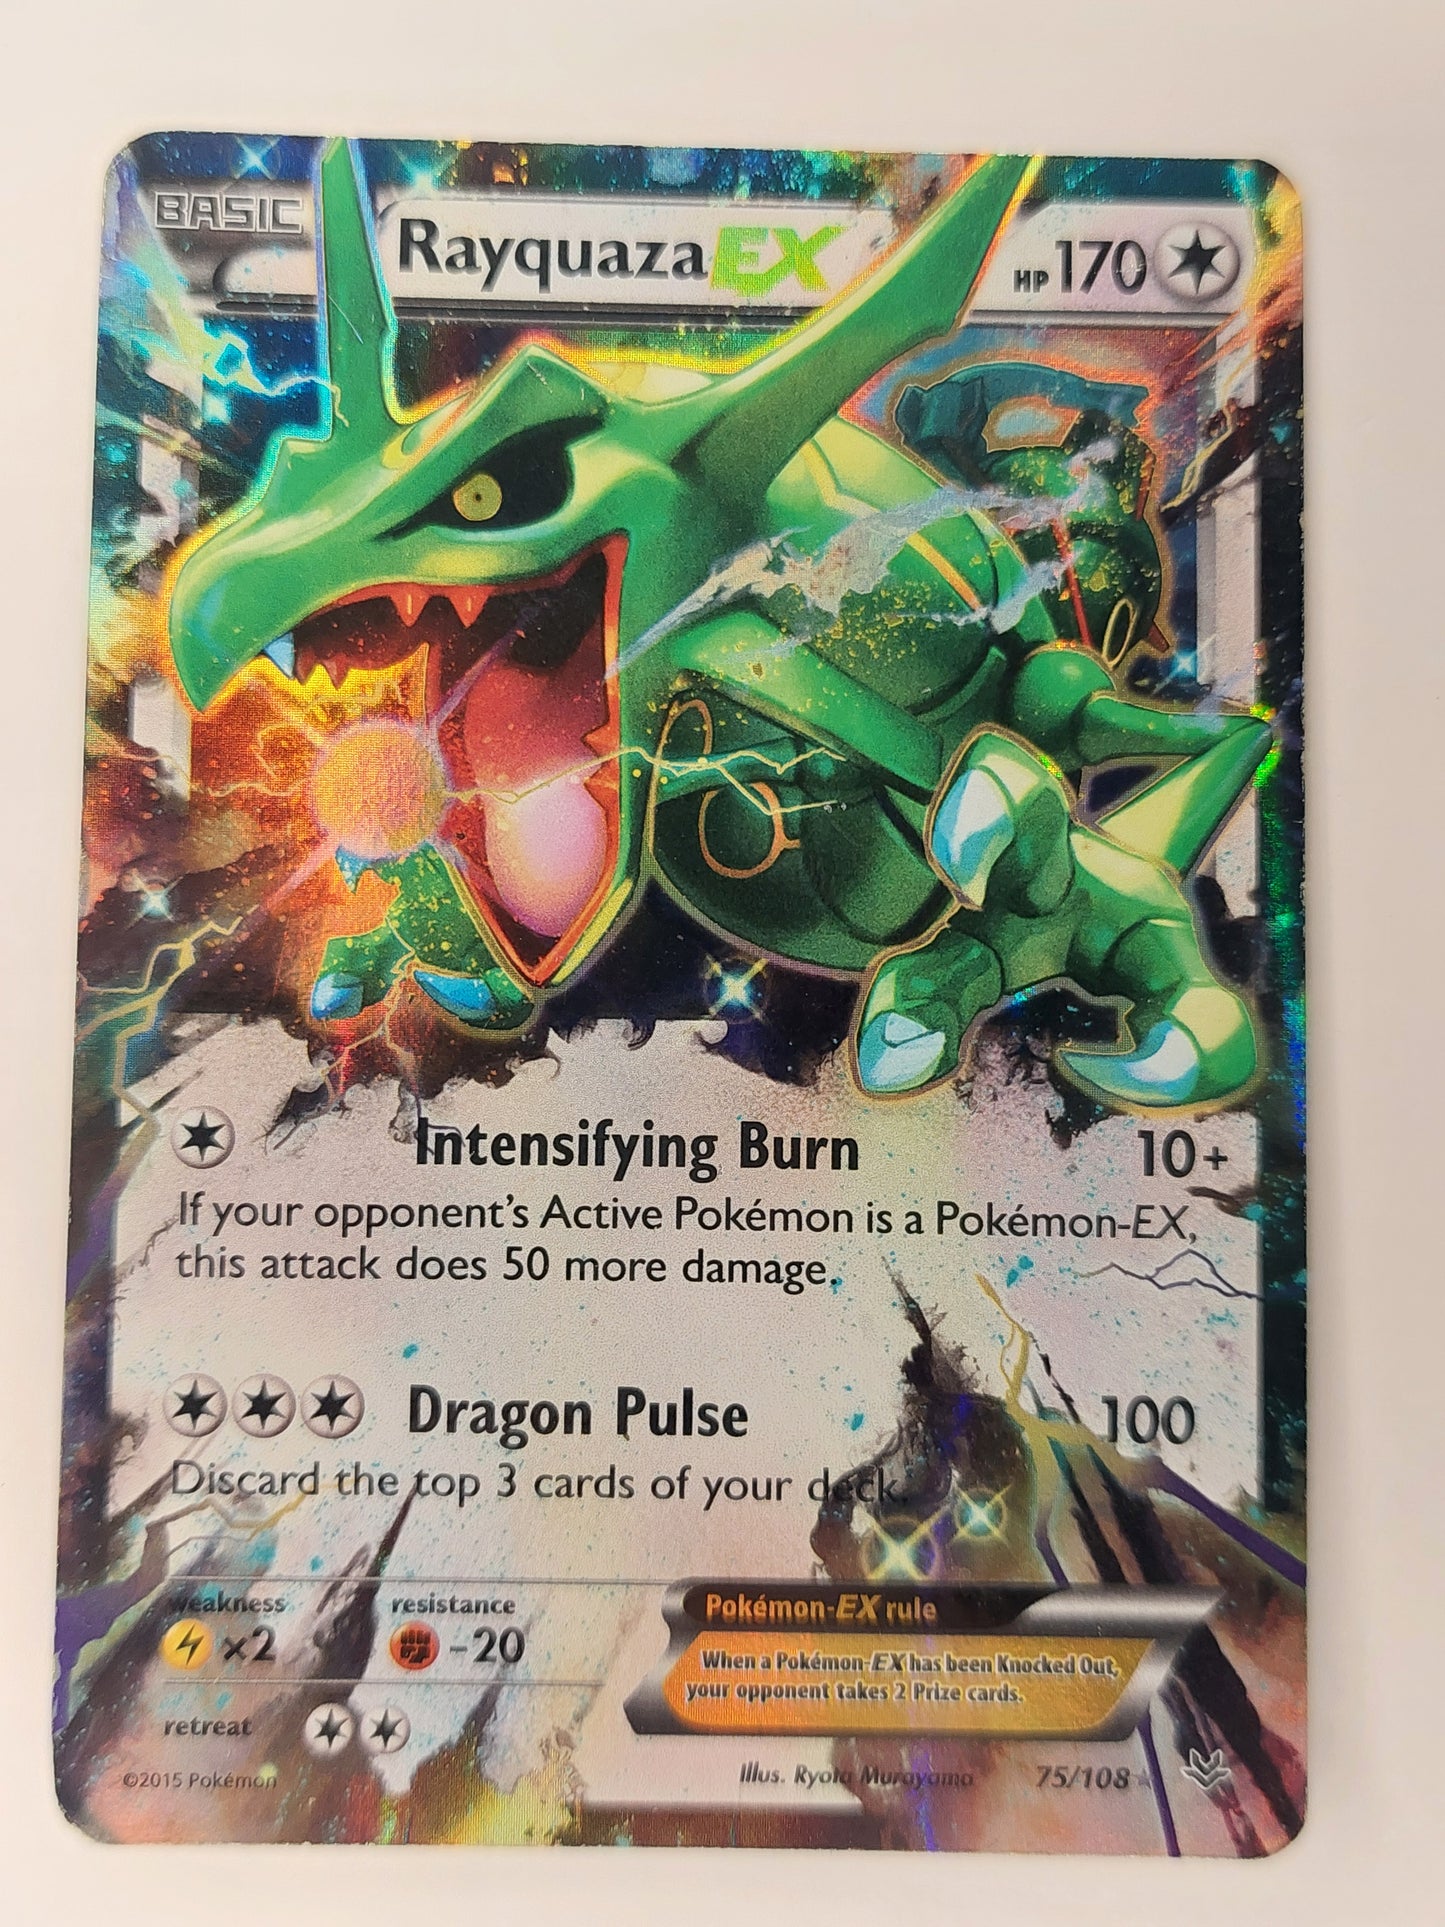 BASIC
Rayquaza EX HP 170
Intensifying Burn 10+
If your opponent's Active Pokémon is a Pokémon-EX,
this attack does 50 more damage.
Dragon Pulse 100
Discard the top 3 cards of your deck.
weakness resistance
×2 -20
Pokémon-EX rule
When a Pokémon-EX has been Knocked Out,
your opponent takes 2 Prize cards.
retreat
©2015 Pokémon Illus. Ryota Murayama 75/108